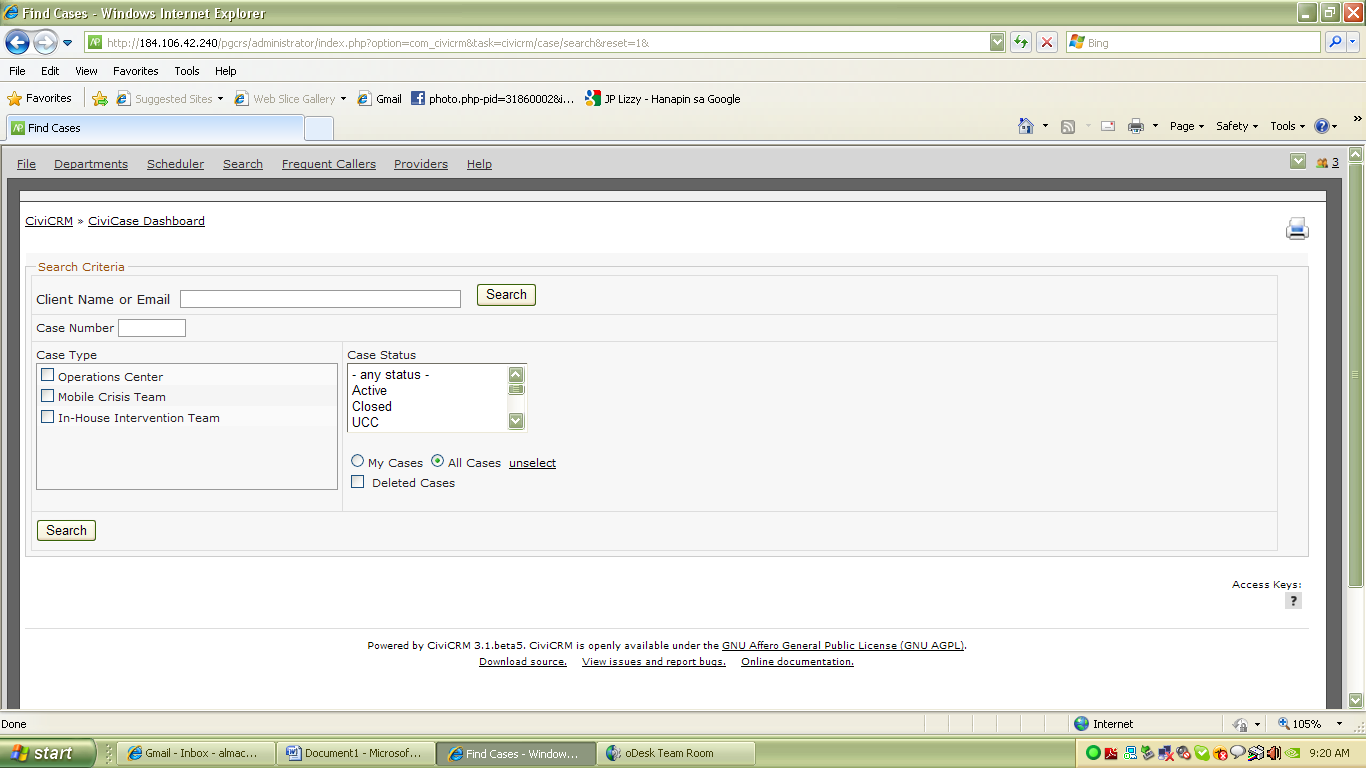 Find Cases - Windows Internet Explorer
http://184.106.42.240/pgcrs/administrator/index.php?option=com_civicrm&task=civicrm/case/search&reset=1&
Bing
File Edit View Favorites Tools Help
Favorites Suggested Sites Web Slice Gallery Gmail photo.php-pid=31860002&i... JP Lizzy - Hanapin sa Google
Find Cases
Page Safety Tools »
File Departments Scheduler Search Frequent Callers Providers Help 3
CiviCRM » CiviCase Dashboard
Search Criteria
Client Name or Email Search
Case Number
Case Type Case Status
Operations Center
Mobile Crisis Team
In-House Intervention Team
- any status -
Active
Closed
UCC
My Cases All Cases unselect
Deleted Cases
Search
Access Keys:
?
Powered by CiviCRM 3.1.beta5. CiviCRM is openly available under the GNU Affero General Public License (GNU AGPL).
Download source. View issues and report bugs. Online documentation.
Done Internet 105%
start Gmail - Inbox - almac... Document1 - Microsof... Find Cases - Window... oDesk Team Room 9:20 AM